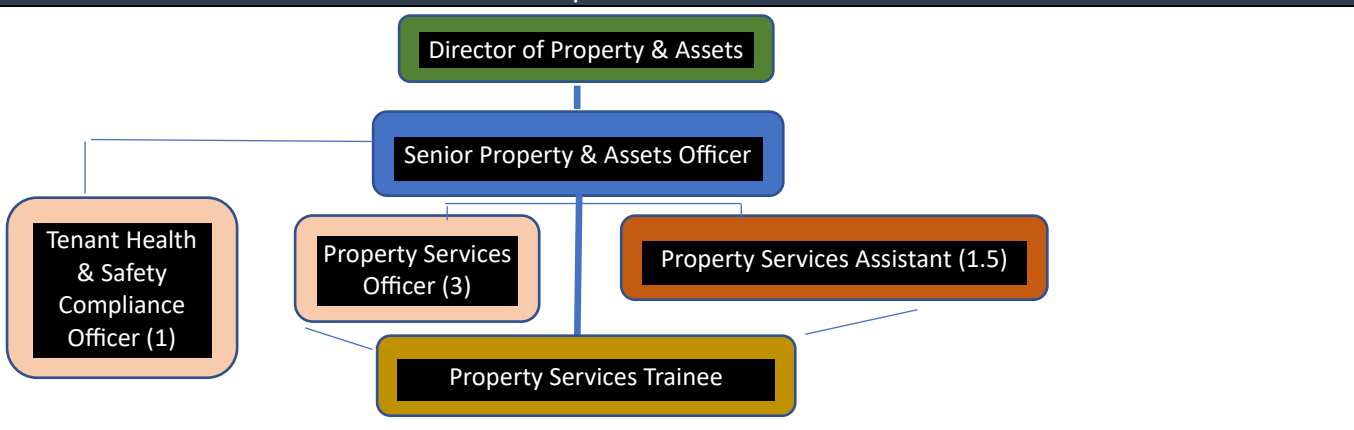 Director of Property & Assets
Senior Property & Assets Officer
Tenant Health
& Safety
Compliance
Officer (1)
Property Services
Officer (3)
Property Services Assistant (1.5)
Property Services Trainee